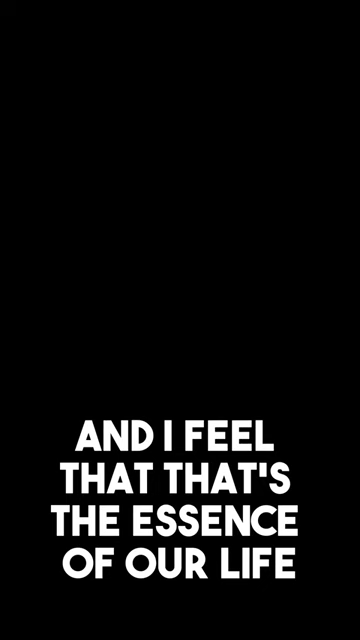 AND I FEEL
THAT THAT'S
THE ESSENCE
OF OUR LIFE